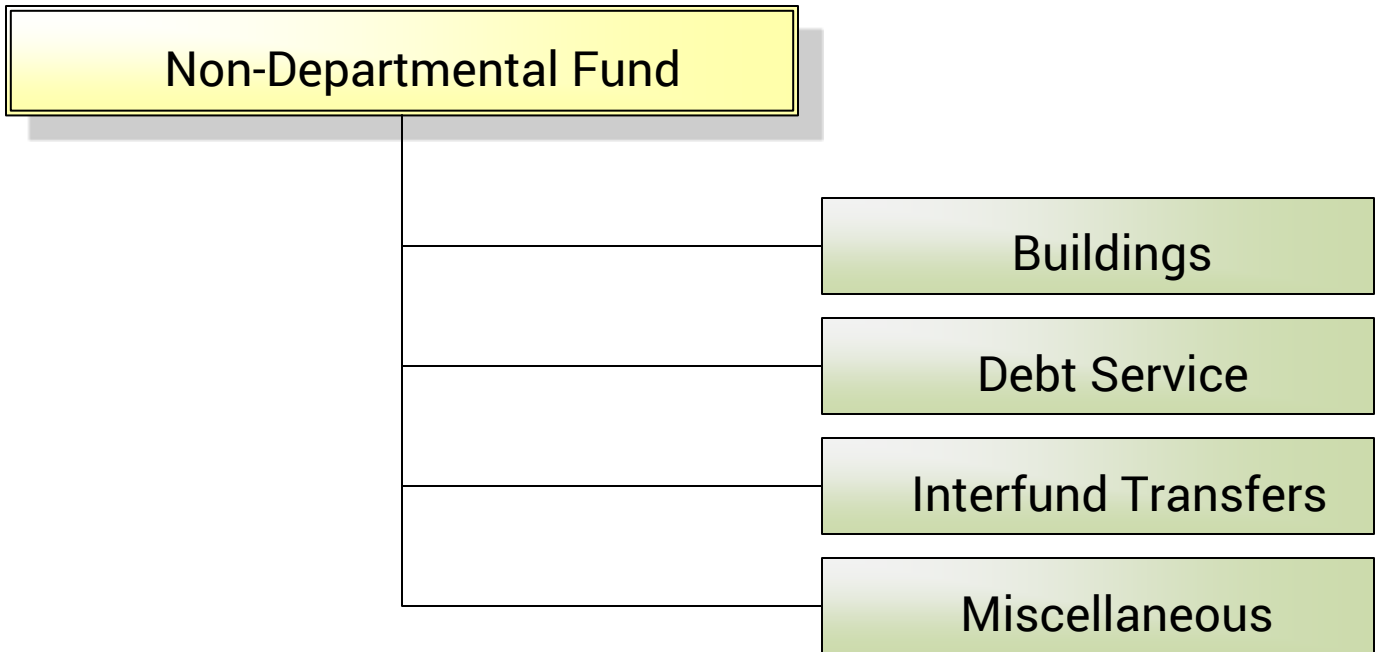 Non-Departmental Fund
Buildings
Debt Service
Interfund Transfers
Miscellaneous